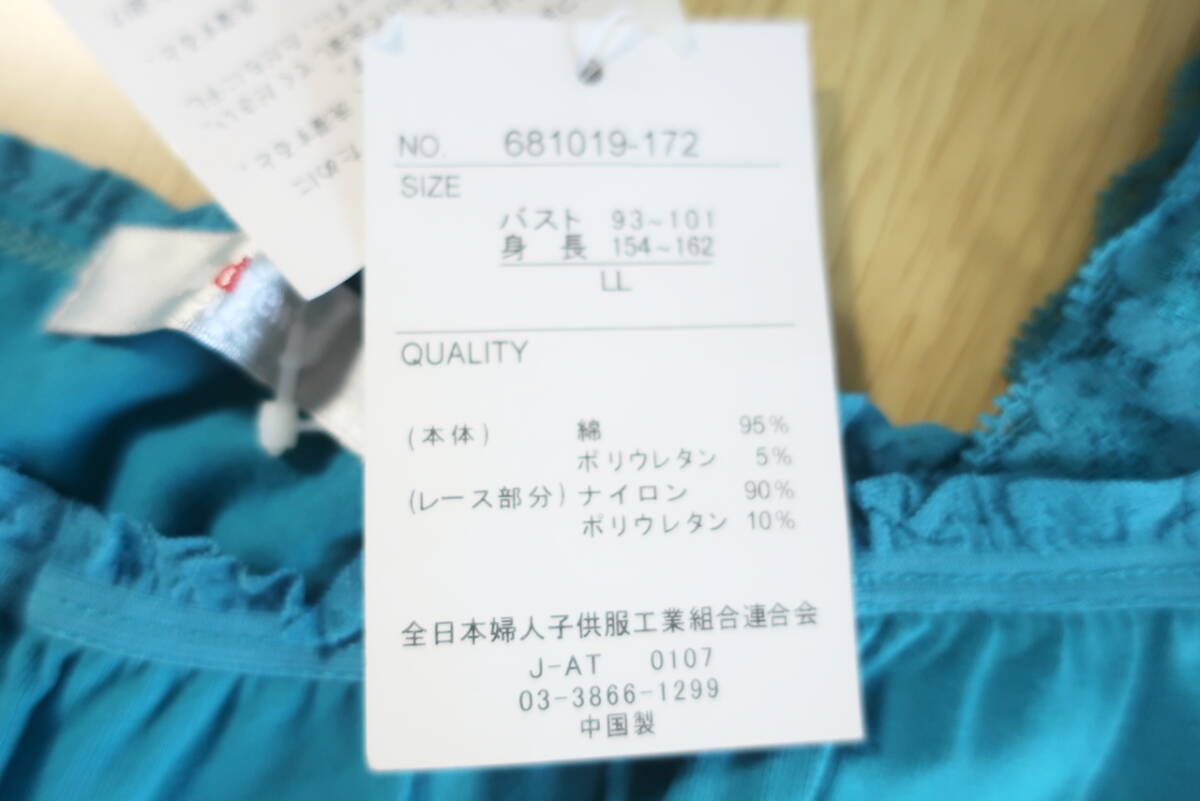 NO. 681019-172
SIZE
バスト 93~101
身長 154~162
LL
QUALITY
(本体) 綿 95%
ポリウレタン 5%
(レース部分) ナイロン 90%
ポリウレタン 10%
全日本婦人子供服工業組合連合会
J-AT 0107
03-3866-1299
中国製